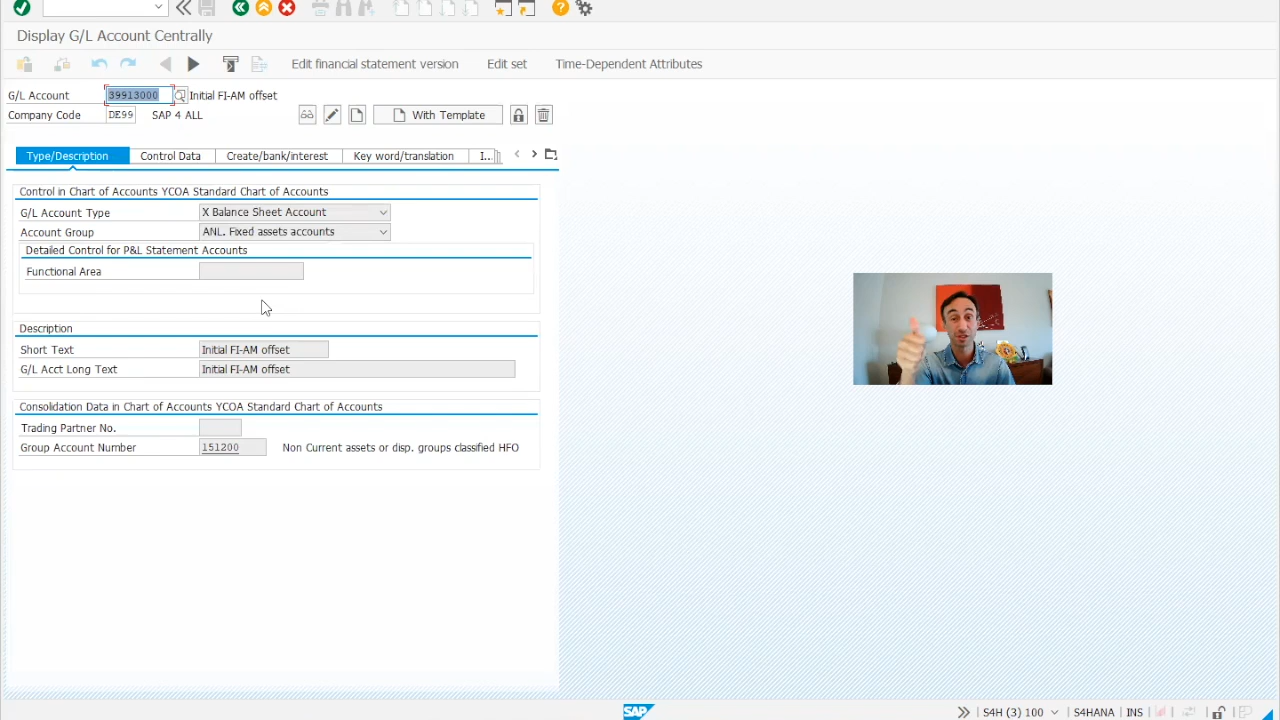 Display G/L Account Centrally
Edit financial statement version Edit set Time-Dependent Attributes
G/L Account 39913000 Initial FI-AM offset
Company Code DE99 SAP 4 ALL With Template
Type/Description Control Data Create/bank/interest Key word/translation I..
Control in Chart of Accounts YCOA Standard Chart of Accounts
G/L Account Type X Balance Sheet Account
Account Group ANL. Fixed assets accounts
Detailed Control for P&L Statement Accounts
Functional Area
Description
Short Text Initial FI-AM offset
G/L Acct Long Text Initial FI-AM offset
Consolidation Data in Chart of Accounts YCOA Standard Chart of Accounts
Trading Partner No.
Group Account Number 151200 Non Current assets or disp. groups classified HFO
SAP S4H (3) 100 S4HANA INS